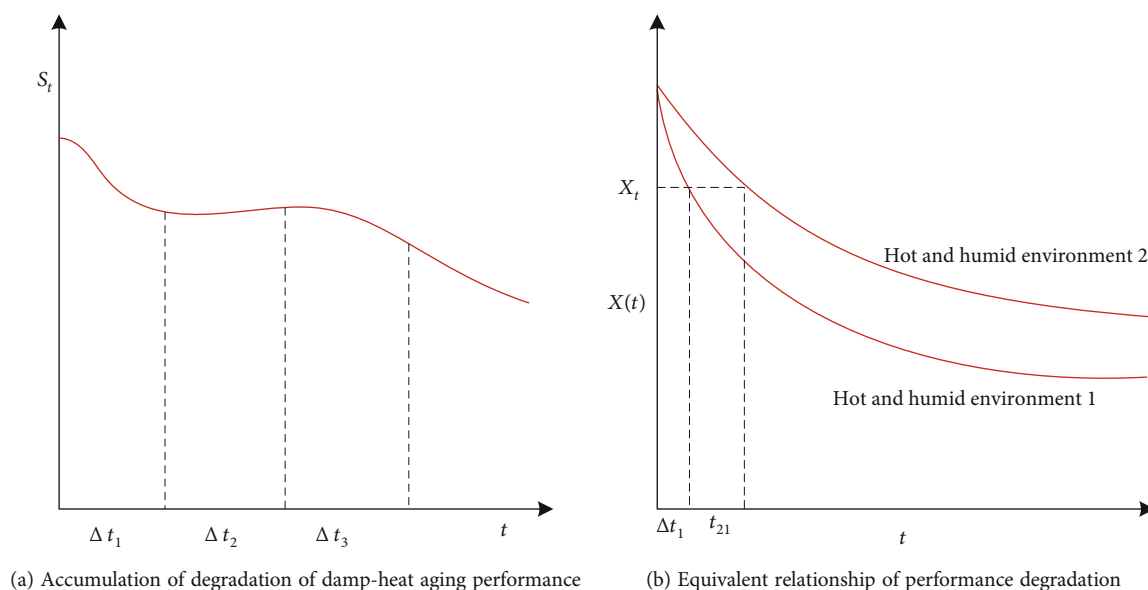 S_t
Δ t_1
Δ t_2
Δ t_3
t
(a) Accumulation of degradation of damp-heat aging performance
X_t
X(t)
Hot and humid environment 2
Hot and humid environment 1
Δt_1
t_21
t
(b) Equivalent relationship of performance degradation